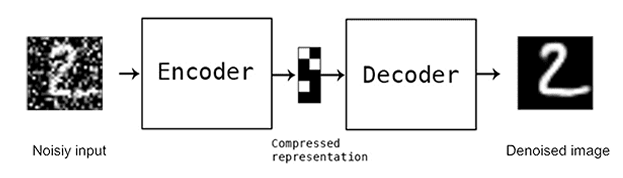 Encoder
Decoder
Noisiy input
Compressed
representation
Denoised image